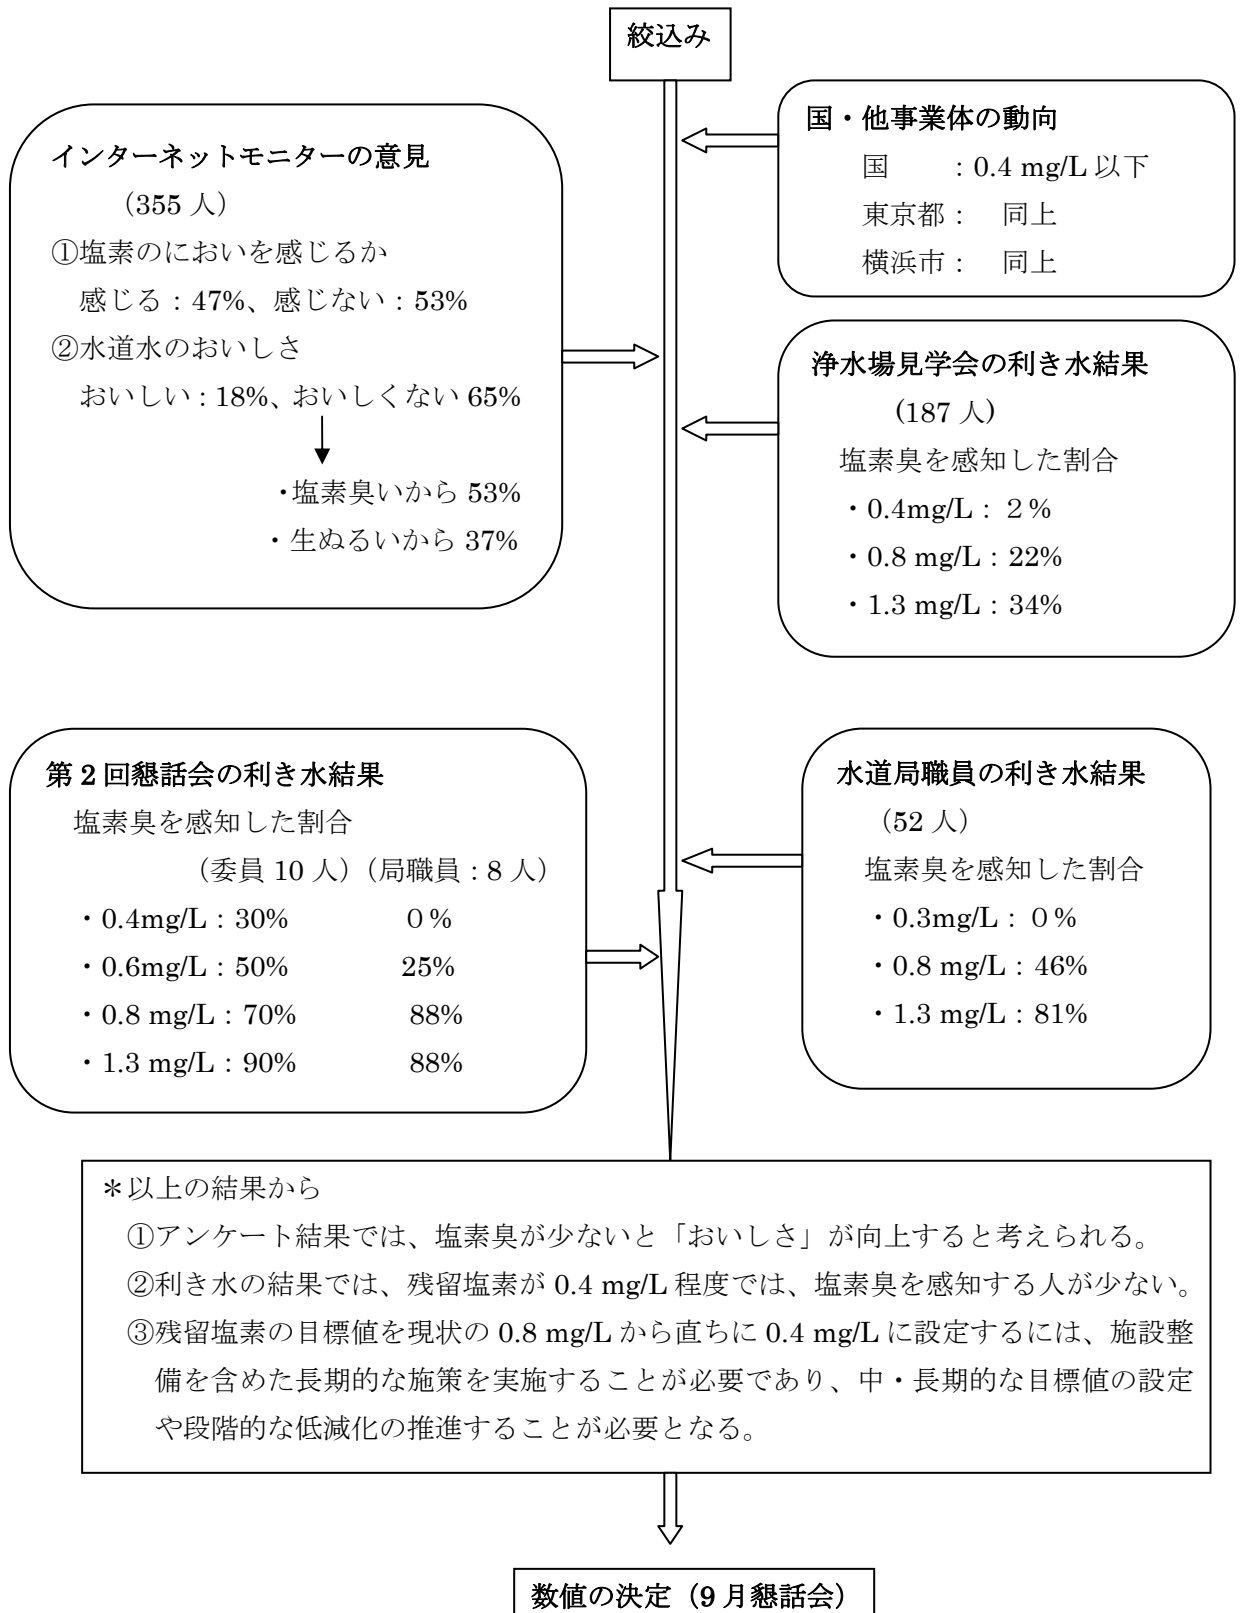 絞込み
国・他事業体の動向
国　　：0.4 mg/L 以下
東京都：　同上
横浜市：　同上
インターネットモニターの意見
（355 人）
①塩素のにおいを感じるか
感じる：47%、感じない：53%
②水道水のおいしさ
おいしい：18%、おいしくない 65%
・塩素臭いから 53%
・生ぬるいから 37%
浄水場見学会の利き水結果
(187 人)
塩素臭を感知した割合
・0.4mg/L：２%
・0.8 mg/L：22%
・1.3 mg/L：34%
第 2 回懇話会の利き水結果
塩素臭を感知した割合
（委員 10 人）（局職員：8 人）
・0.4mg/L：30%　　０%
・0.6mg/L：50%　　25%
・0.8 mg/L：70%　　88%
・1.3 mg/L：90%　　88%
水道局職員の利き水結果
（52 人）
塩素臭を感知した割合
・0.3mg/L：０%
・0.8 mg/L：46%
・1.3 mg/L：81%
＊以上の結果から
①アンケート結果では、塩素臭が少ないと「おいしさ」が向上すると考えられる。
②利き水の結果では、残留塩素が 0.4 mg/L 程度では、塩素臭を感知する人が少ない。
③残留塩素の目標値を現状の 0.8 mg/L から直ちに 0.4 mg/L に設定するには、施設整
備を含めた長期的な施策を実施することが必要であり、中・長期的な目標値の設定
や段階的な低減化の推進することが必要となる。
数値の決定（9 月懇話会）